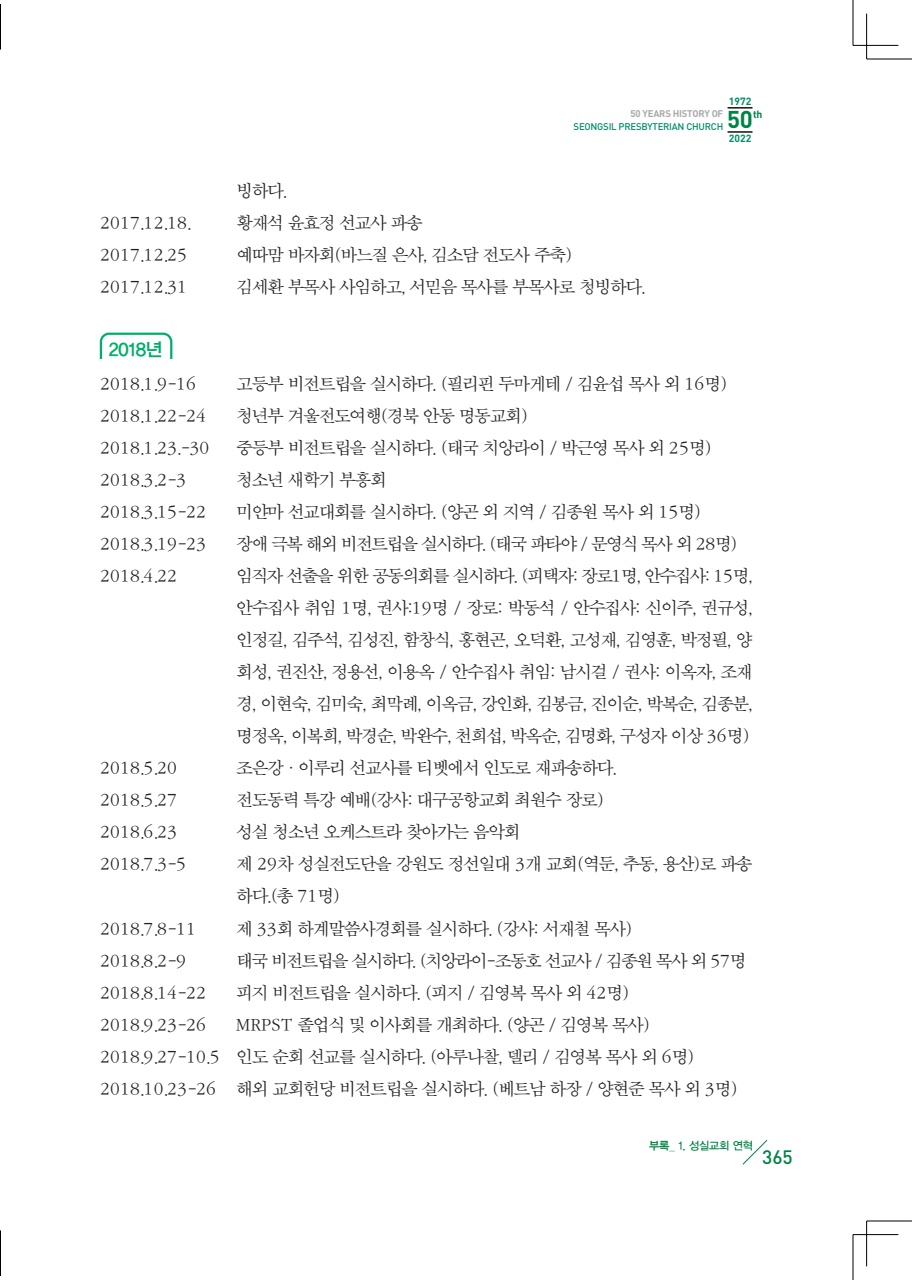 1972
50 YEARS HISTORY OF
SEONGSIL PRESBYTERIAN CHURCH
50th
2022
빙하다.
2017.12.18. 황재석 윤효정 선교사 파송
2017.12.25 예따맘 바자회(바느질 은사, 김소담 전도사 주축)
2017.12.31 김세환 부목사 사임하고, 서믿음 목사를 부목사로 청빙하다.
2018년
2018.1.9-16 고등부 비전트립을 실시하다. (필리핀 두마게테 / 김윤섭 목사 외 16명)
2018.1.22-24 청년부 겨울전도여행(경북 안동 명동교회)
2018.1.23.-30 중등부 비전트립을 실시하다. (태국 치앙라이 / 박근영 목사 외 25명)
2018.3.2-3 청소년 새학기 부흥회
2018.3.15-22 미얀마 선교대회를 실시하다. (양곤 외 지역 / 김종원 목사 외 15명)
2018.3.19-23 장애 극복 해외 비전트립을 실시하다. (태국 파타야 / 문영식 목사 외 28명)
2018.4.22 임직자 선출을 위한 공동의회를 실시하다. (피택자: 장로1명, 안수집사: 15명,
안수집사 취임 1명, 권사:19명 / 장로: 박동석 / 안수집사: 신이주, 권규성,
인정길, 김주석, 김성진, 함창식, 홍현곤, 오덕환, 고성재, 김영훈, 박정필, 양
회성, 권진산, 정용선, 이용옥 / 안수집사 취임: 남시걸 / 권사: 이옥자, 조재
경, 이현숙, 김미숙, 최막례, 이옥금, 강인화, 김봉금, 진이순, 박복순, 김종분,
명정옥, 이복희, 박경순, 박완수, 천희섭, 박옥순, 김명화, 구성자 이상 36명)
2018.5.20 조은강 · 이루리 선교사를 티벳에서 인도로 재파송하다.
2018.5.27 전도동력 특강 예배(강사: 대구공항교회 최원수 장로)
2018.6.23 성실 청소년 오케스트라 찾아가는 음악회
2018.7.3-5 제 29차 성실전도단을 강원도 정선일대 3개 교회(역둔, 추동, 용산)로 파송
하다.(총 71명)
2018.7.8-11 제 33회 하계말씀사경회를 실시하다. (강사: 서재철 목사)
2018.8.2-9 태국 비전트립을 실시하다. (치앙라이-조동호 선교사 / 김종원 목사 외 57명
2018.8.14-22 피지 비전트립을 실시하다. (피지 / 김영복 목사 외 42명)
2018.9.23-26 MRPST 졸업식 및 이사회를 개최하다. (양곤 / 김영복 목사)
2018.9.27-10.5 인도 순회 선교를 실시하다. (아루나찰, 델리 / 김영복 목사 외 6명)
2018.10.23-26 해외 교회헌당 비전트립을 실시하다. (베트남 하장 / 양현준 목사 외 3명)
부록_ 1. 성실교회 연혁
365